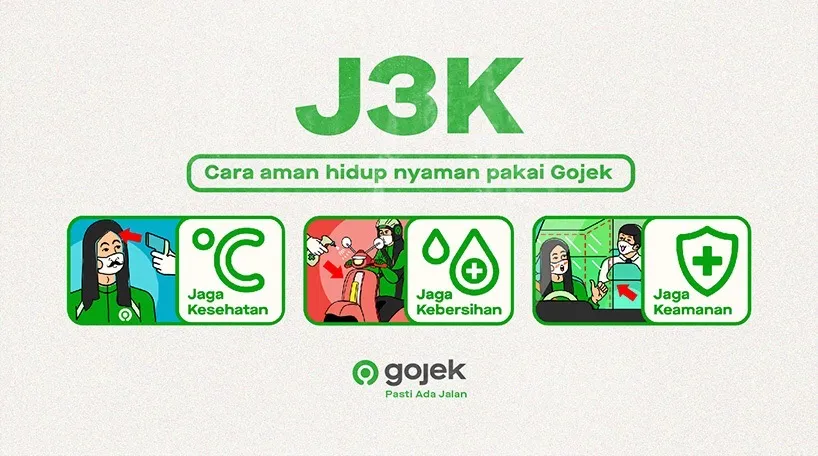 J3K
Cara aman hidup nyaman pakai Gojek
°C
Jaga
Kesehatan
Jaga
Kebersihan
Jaga
Keamanan
gojek
Pasti Ada Jalan